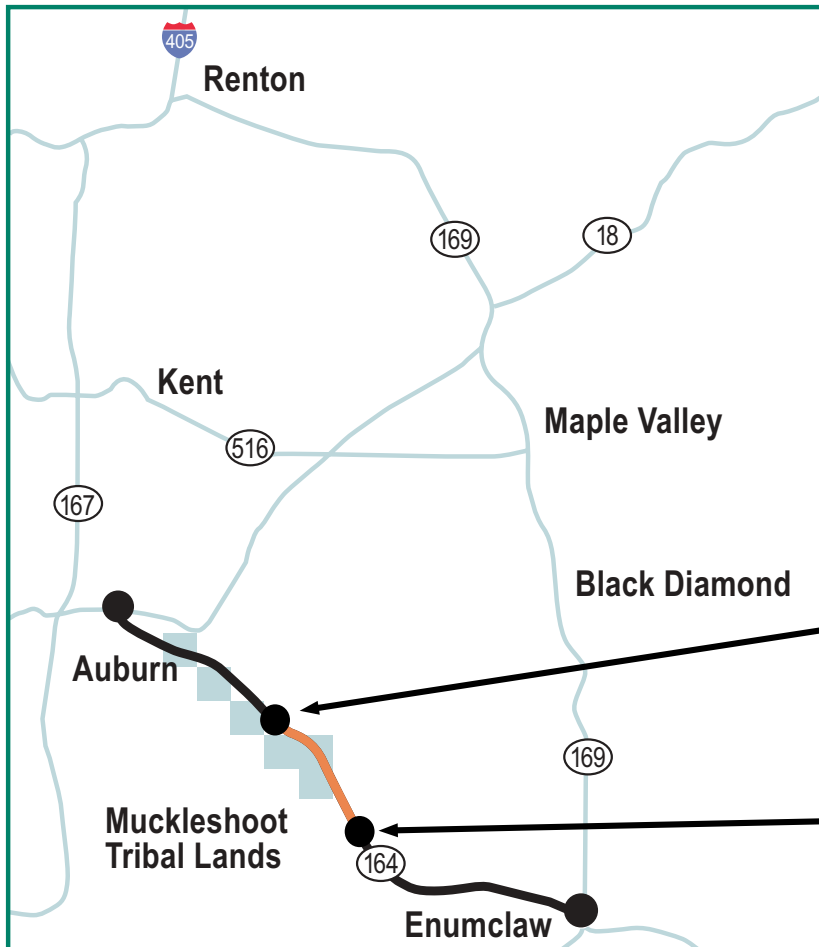 405
Renton
169
18
Kent
Maple Valley
516
167
Black Diamond
Auburn
169
Muckleshoot
Tribal Lands
164
Enumclaw